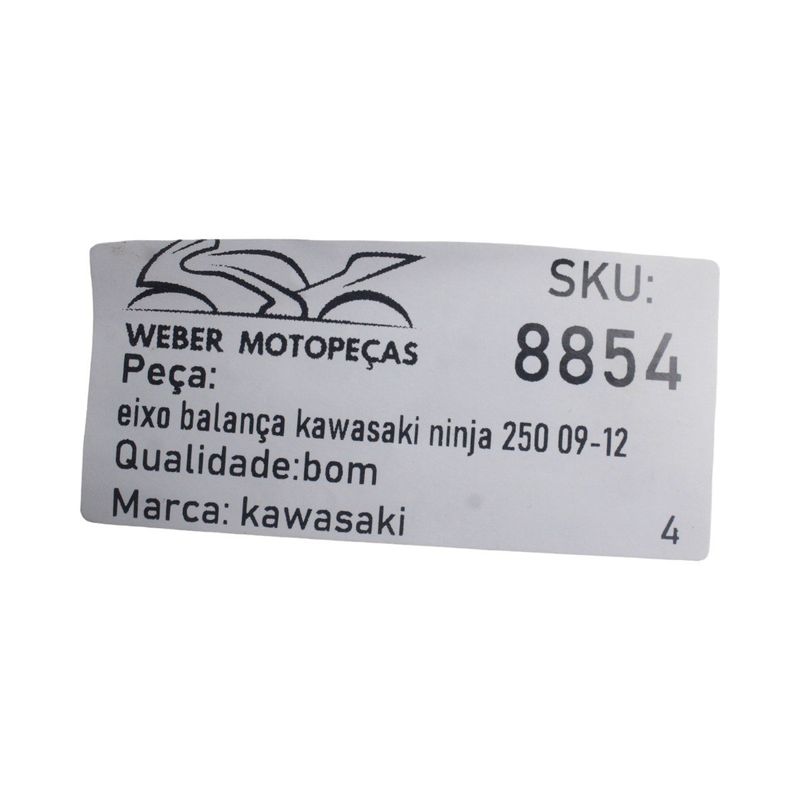 WEBER MOTOPEÇAS
SKU:
8854
Peça:
eixo balança kawasaki ninja 250 09-12
Qualidade:bom
Marca: kawasaki
4